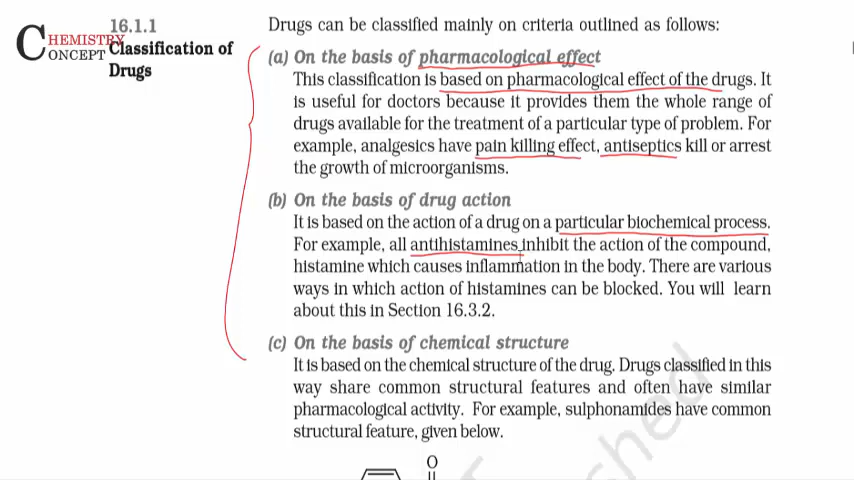 16.1.1
CHEMISTRY
CONCEPT
Classification of
Drugs
Drugs can be classified mainly on criteria outlined as follows:
(a) On the basis of pharmacological effect
This classification is based on pharmacological effect of the drugs. It
is useful for doctors because it provides them the whole range of
drugs available for the treatment of a particular type of problem. For
example, analgesics have pain killing effect, antiseptics kill or arrest
the growth of microorganisms.
(b) On the basis of drug action
It is based on the action of a drug on a particular biochemical process.
For example, all antihistamines inhibit the action of the compound,
histamine which causes inflammation in the body. There are various
ways in which action of histamines can be blocked. You will learn
about this in Section 16.3.2.
(c) On the basis of chemical structure
It is based on the chemical structure of the drug. Drugs classified in this
way share common structural features and often have similar
pharmacological activity. For example, sulphonamides have common
structural feature, given below.
O